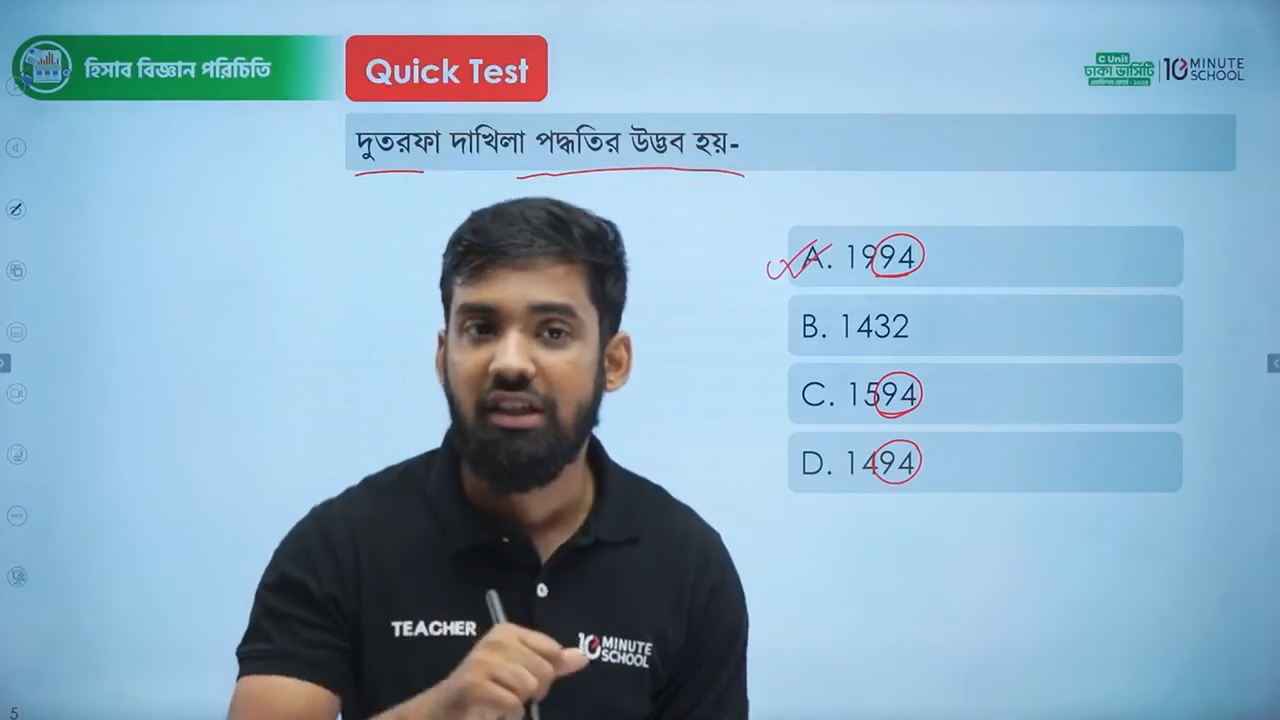 হিসাব বিজ্ঞান পরিচিতি
Quick Test
C Unit
ঢাকা ভার্সিটি
10 MINUTE SCHOOL
দুতরফা দাখিলা পদ্ধতির উদ্ভব হয়-
A. 1994
B. 1432
C. 1594
D. 1494
TEACHER
10 MINUTE SCHOOL
5